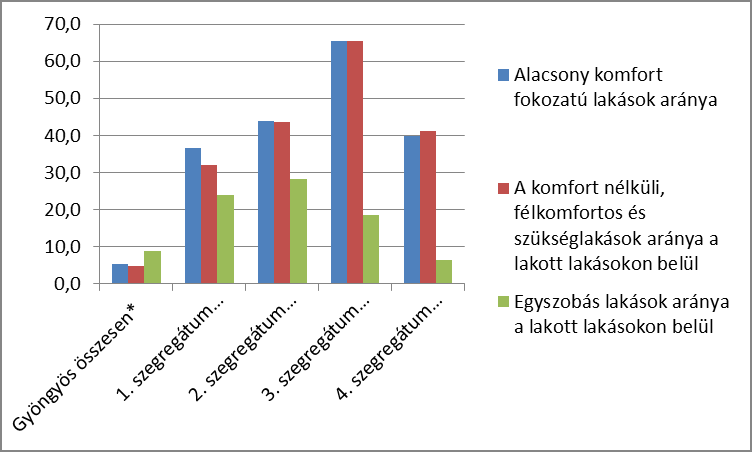 70,0
60,0
50,0
40,0
30,0
20,0
10,0
0,0
Gyöngyös összesen*
1. szegregátum...
2. szegregátum...
3. szegregátum...
4. szegregátum...
Alacsony komfort
fokozatú lakások aránya
A komfort nélküli,
félkomfortos és
szükséglakások aránya a
lakott lakásokon belül
Egyszobás lakások aránya
a lakott lakásokon belül